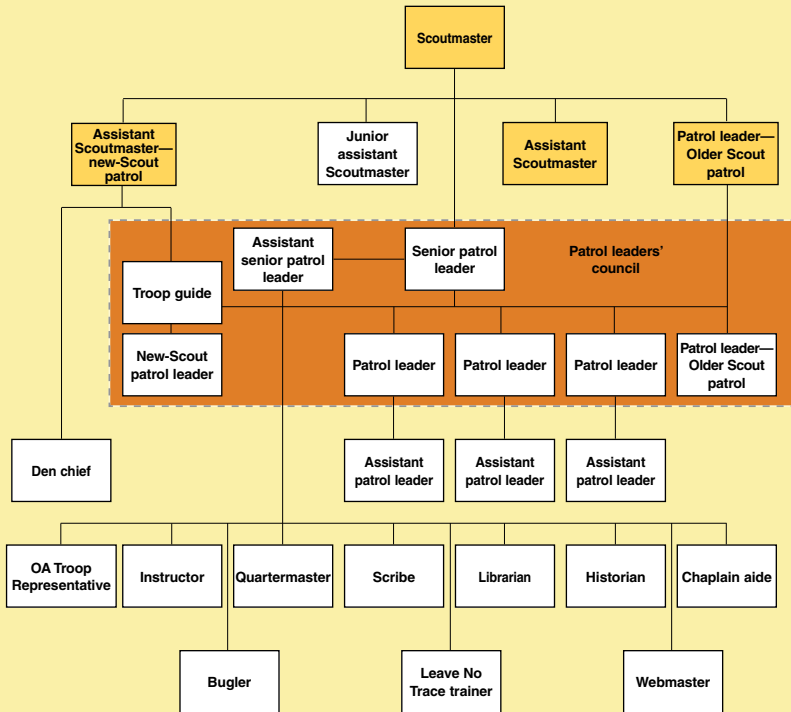 Scoutmaster
Assistant
Scoutmaster—
new-Scout
patrol
Junior
assistant
Scoutmaster
Assistant
Scoutmaster
Patrol leader—
Older Scout
patrol
Assistant
senior patrol
leader
Senior patrol
leader
Patrol leaders’
council
Troop guide
New-Scout
patrol leader
Patrol leader
Patrol leader
Patrol leader
Patrol leader—
Older Scout
patrol
Den chief
Assistant
patrol leader
Assistant
patrol leader
Assistant
patrol leader
OA Troop
Representative
Instructor
Quartermaster
Scribe
Librarian
Historian
Chaplain aide
Bugler
Leave No
Trace trainer
Webmaster